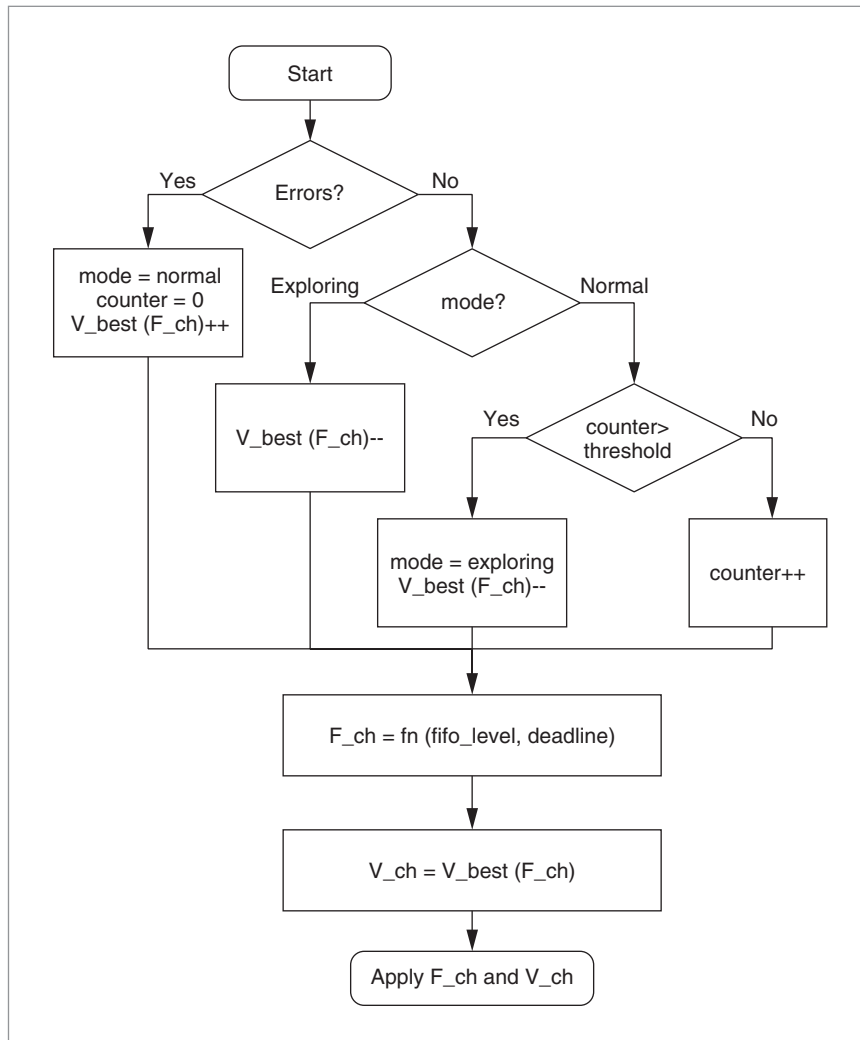 Start
Errors?
Yes
No
mode = normal
counter = 0
V_best (F_ch)++
Exploring
mode?
Normal
V_best (F_ch)--
Yes
counter>
threshold
No
mode = exploring
V_best (F_ch)--
counter++
F_ch = fn (fifo_level, deadline)
V_ch = V_best (F_ch)
Apply F_ch and V_ch